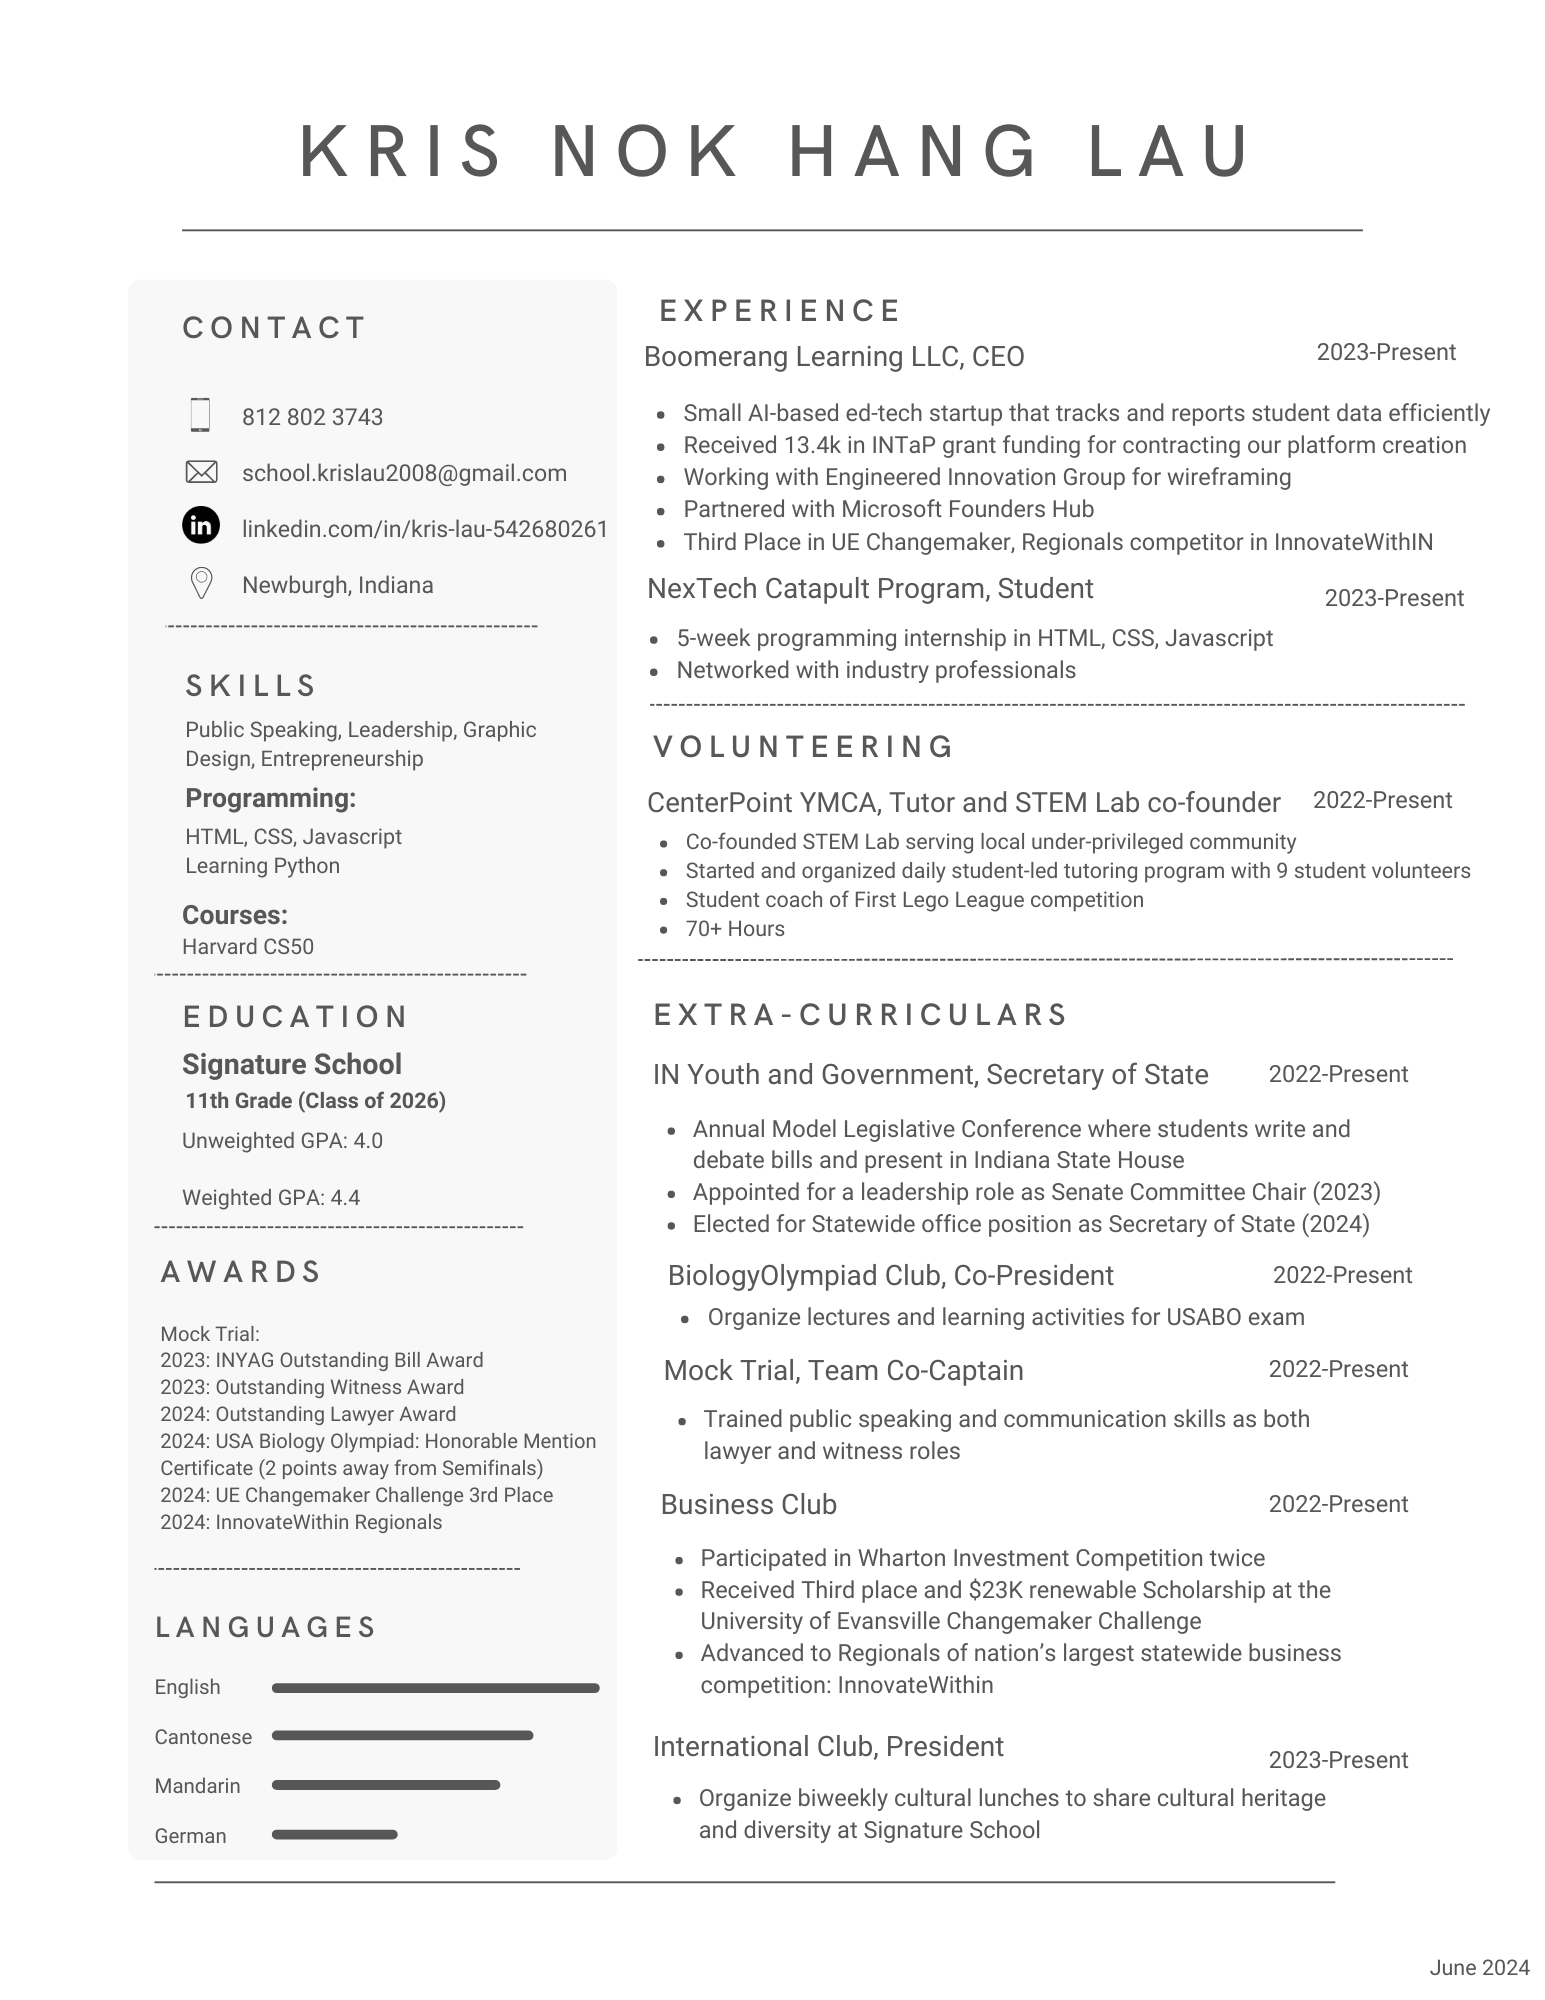 KRIS NOK HANG LAU
CONTACT
812 802 3743
school.krislau2008@gmail.com
in
linkedin.com/in/kris-lau-542680261
Newburgh, Indiana
SKILLS
Public Speaking, Leadership, Graphic
Design, Entrepreneurship
Programming:
HTML, CSS, Javascript
Learning Python
Courses:
Harvard CS50
EDUCATION
Signature School
11th Grade (Class of 2026)
Unweighted GPA: 4.0
Weighted GPA: 4.4
AWARDS
Mock Trial:
2023: INYAG Outstanding Bill Award
2023: Outstanding Witness Award
2024: Outstanding Lawyer Award
2024: USA Biology Olympiad: Honorable Mention
Certificate (2 points away from Semifinals)
2024: UE Changemaker Challenge 3rd Place
2024: InnovateWithin Regionals
LANGUAGES
English
Cantonese
Mandarin
German
EXPERIENCE
Boomerang Learning LLC, CEO 2023-Present
• Small AI-based ed-tech startup that tracks and reports student data efficiently
• Received 13.4k in INTaP grant funding for contracting our platform creation
• Working with Engineered Innovation Group for wireframing
• Partnered with Microsoft Founders Hub
• Third Place in UE Changemaker, Regionals competitor in InnovateWithIN
NexTech Catapult Program, Student 2023-Present
• 5-week programming internship in HTML, CSS, Javascript
• Networked with industry professionals
VOLUNTEERING
CenterPoint YMCA, Tutor and STEM Lab co-founder 2022-Present
• Co-founded STEM Lab serving local under-privileged community
• Started and organized daily student-led tutoring program with 9 student volunteers
• Student coach of First Lego League competition
• 70+ Hours
EXTRA-CURRICULARS
IN Youth and Government, Secretary of State 2022-Present
• Annual Model Legislative Conference where students write and
debate bills and present in Indiana State House
• Appointed for a leadership role as Senate Committee Chair (2023)
• Elected for Statewide office position as Secretary of State (2024)
BiologyOlympiad Club, Co-President 2022-Present
• Organize lectures and learning activities for USABO exam
Mock Trial, Team Co-Captain 2022-Present
• Trained public speaking and communication skills as both
lawyer and witness roles
Business Club 2022-Present
• Participated in Wharton Investment Competition twice
• Received Third place and $23K renewable Scholarship at the
University of Evansville Changemaker Challenge
• Advanced to Regionals of nation’s largest statewide business
competition: InnovateWithin
International Club, President 2023-Present
• Organize biweekly cultural lunches to share cultural heritage
and diversity at Signature School
June 2024